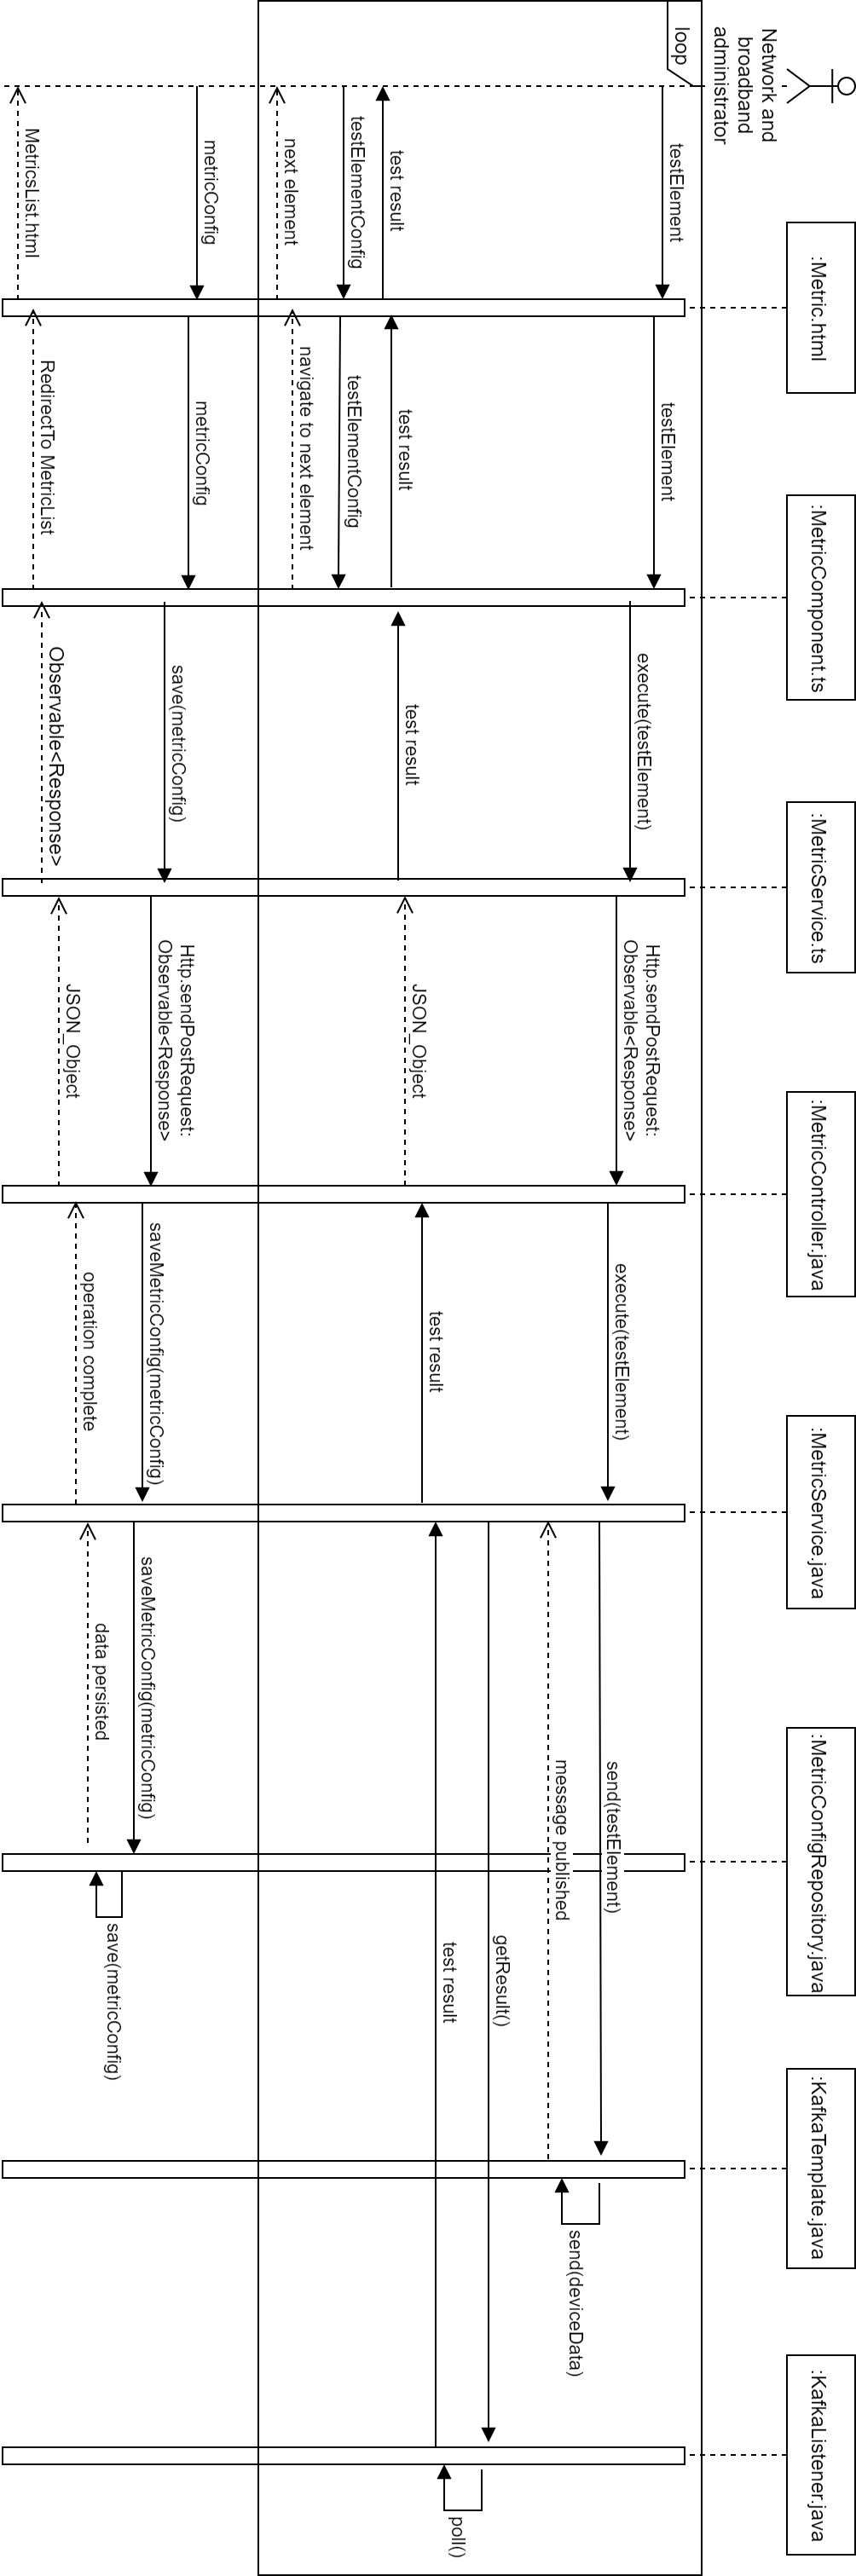 Network and
broadband
administrator
:Metric.html
:MetricComponent.ts
:MetricService.ts
:MetricController.java
:MetricService.java
:MetricConfigRepository.java
:KafkaTemplate.java
:KafkaListener.java
loop
testElement
testElement
execute(testElement)
Http.sendPostRequest:
Observable<Response>
execute(testElement)
send(testElement)
send(deviceData)
message published
getResult()
poll()
test result
test result
JSON_Object
test result
test result
test result
testElementConfig
testElementConfig
navigate to next element
next element
metricConfig
metricConfig
save(metricConfig)
Http.sendPostRequest:
Observable<Response>
saveMetricConfig(metricConfig)
saveMetricConfig(metricConfig)
save(metricConfig)
data persisted
operation complete
JSON_Object
Observable<Response>
RedirectTo MetricList
MetricsList.html